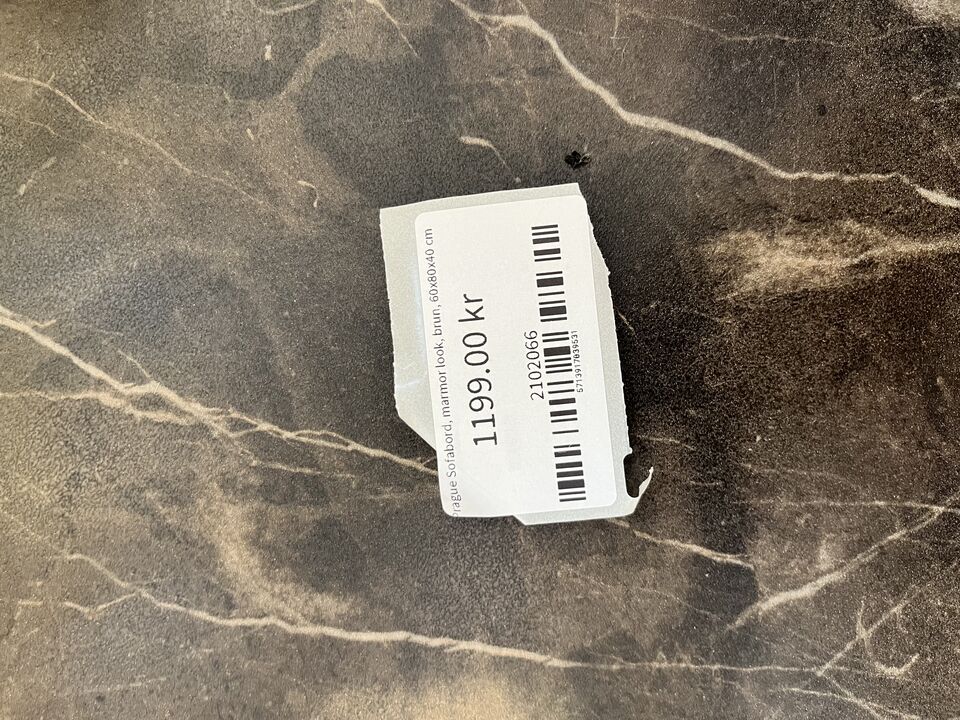 Prague Sofabord, marmor look, brun, 60x80x40 cm
1199.00 kr
2102066
5713917039531